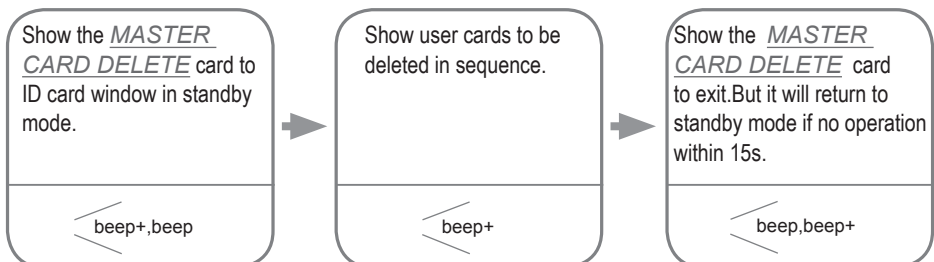 Show the MASTER
CARD DELETE card to
ID card window in standby
mode.
beep+,beep
Show user cards to be
deleted in sequence.
beep+
Show the MASTER
CARD DELETE card
to exit.But it will return to
standby mode if no operation
within 15s.
beep,beep+